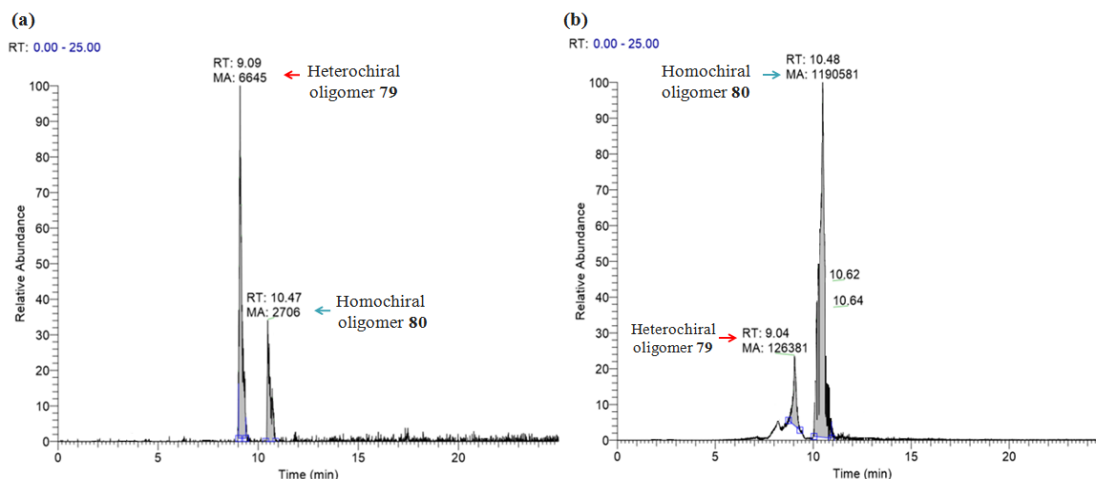 (a)
RT: 0.00 - 25.00
RT: 9.09
MA: 6645
Heterochiral
oligomer 79
RT: 10.47
MA: 2706
Homochiral
oligomer 80
100
90
80
70
60
50
40
30
20
10
0
Relative Abundance
0 5 10 15 20
Time (min)
(b)
RT: 0.00 - 25.00
RT: 10.48
MA: 1190581
Homochiral
oligomer 80
10.62
10.64
Heterochiral
oligomer 79
RT: 9.04
MA: 126381
100
90
80
70
60
50
40
30
20
10
0
Relative Abundance
0 5 10 15 20
Time (min)